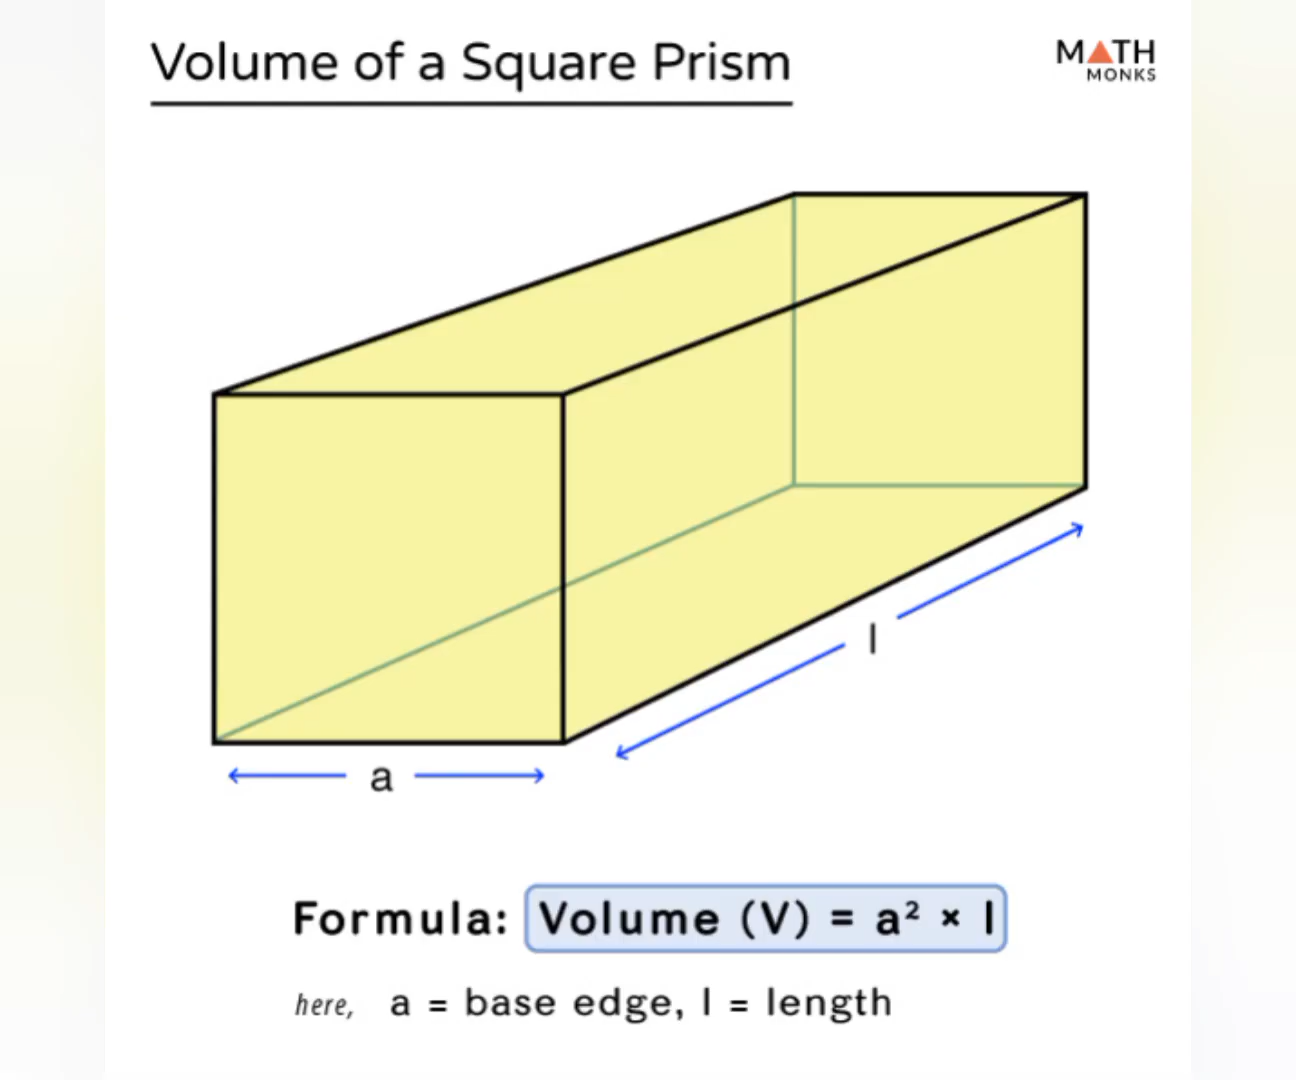 Volume of a Square Prism
MATH
MONKS
l
a
Formula: Volume (V) = a² × l
here, a = base edge, l = length